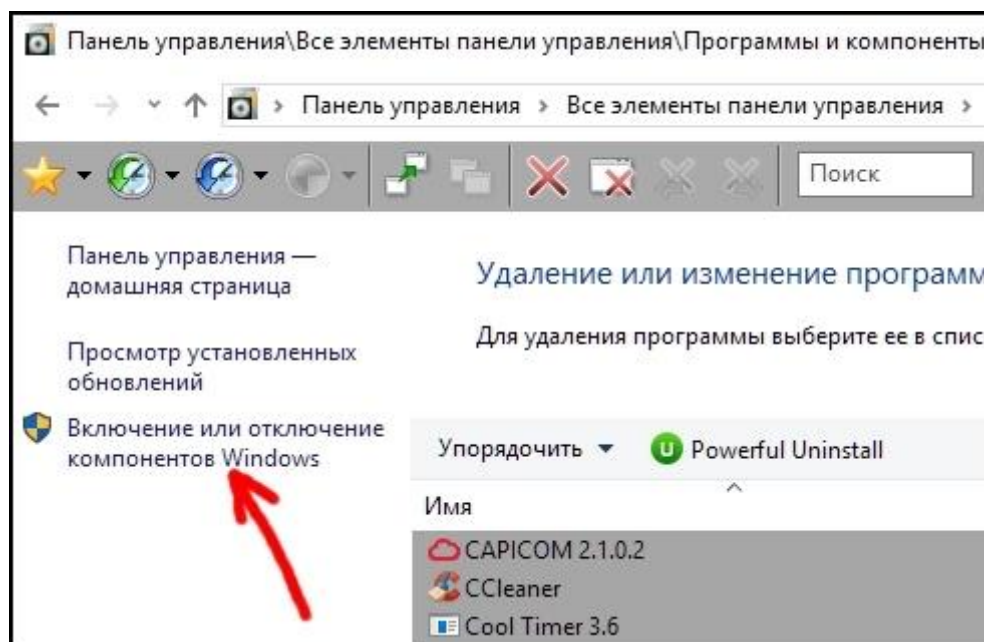 Панель управления\Все элементы панели управления\Программы и компоненты
Панель управления > Все элементы панели управления >
Поиск
Панель управления —
домашняя страница
Удаление или изменение программ
Для удаления программы выберите ее в спис
Просмотр установленных
обновлений
Включение или отключение
компонентов Windows
Упорядочить
Powerful Uninstall
Имя
CAPICOM 2.1.0.2
CCleaner
Cool Timer 3.6